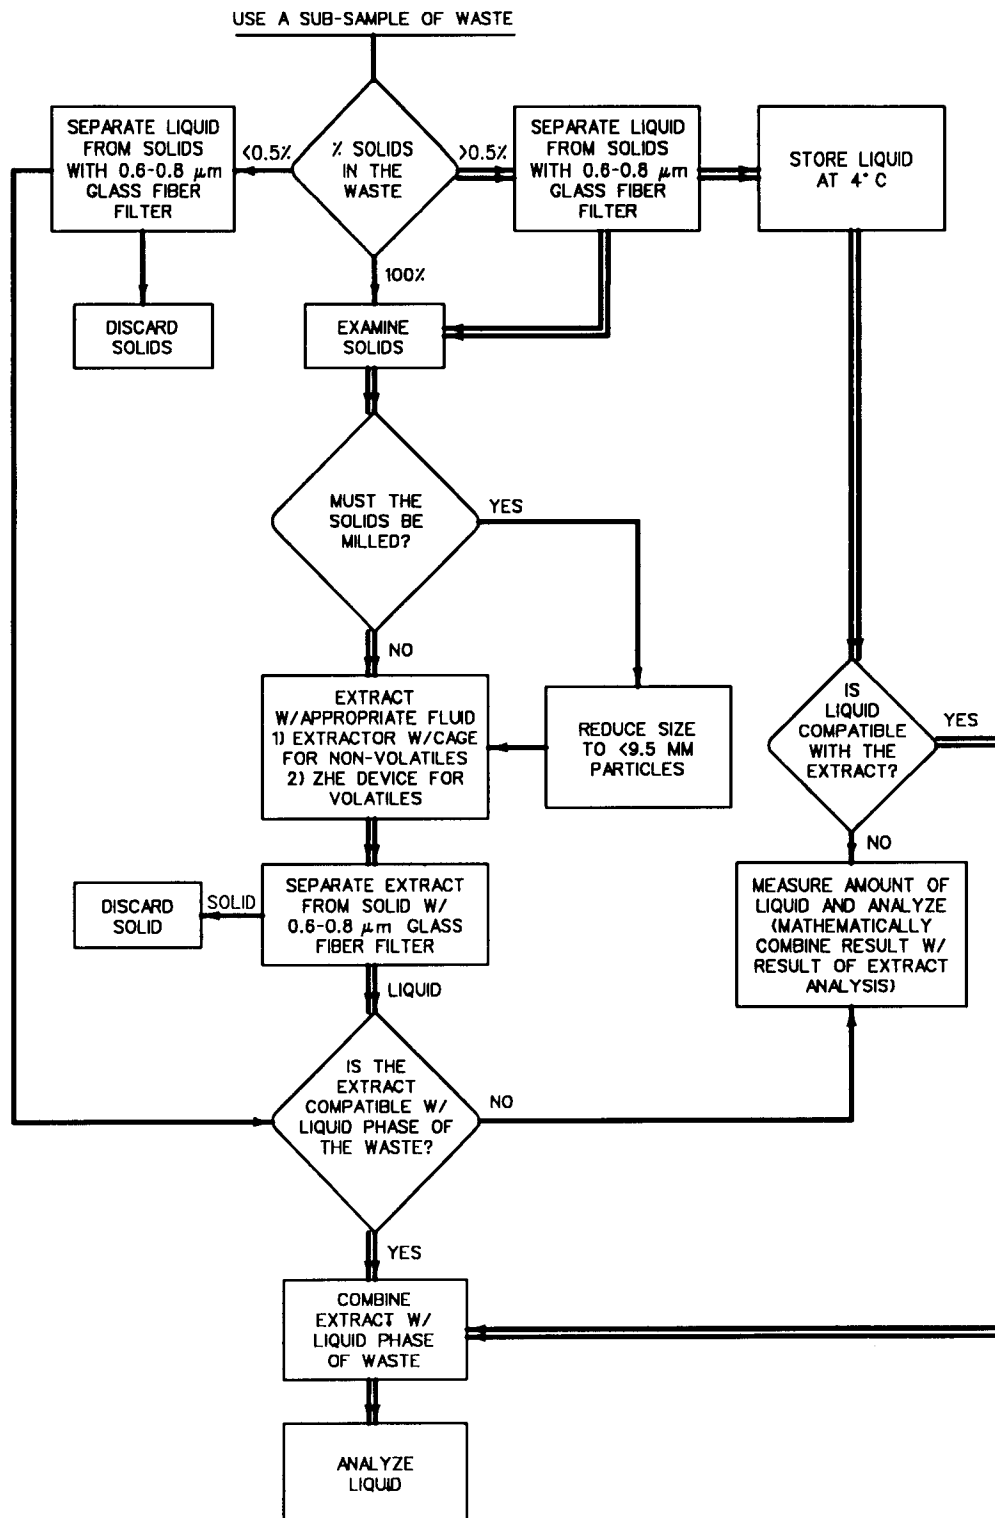 USE A SUB-SAMPLE OF WASTE
SEPARATE LIQUID
FROM SOLIDS
WITH 0.6-0.8 μm
GLASS FIBER
FILTER
<0.5%
% SOLIDS
IN THE
WASTE
>0.5%
SEPARATE LIQUID
FROM SOLIDS
WITH 0.6-0.8 μm
GLASS FIBER
FILTER
STORE LIQUID
AT 4° C
100%
DISCARD
SOLIDS
EXAMINE
SOLIDS
MUST THE
SOLIDS BE
MILLED?
YES
NO
EXTRACT
W/APPROPRIATE FLUID
1) EXTRACTOR W/CAGE
FOR NON-VOLATILES
2) ZHE DEVICE FOR
VOLATILES
REDUCE SIZE
TO <9.5 MM
PARTICLES
IS
LIQUID
COMPATIBLE
WITH THE
EXTRACT?
YES
NO
DISCARD
SOLID
SOLID
SEPARATE EXTRACT
FROM SOLID W/
0.6-0.8 μm GLASS
FIBER FILTER
MEASURE AMOUNT OF
LIQUID AND ANALYZE
(MATHEMATICALLY
COMBINE RESULT W/
RESULT OF EXTRACT
ANALYSIS)
LIQUID
IS THE
EXTRACT
COMPATIBLE W/
LIQUID PHASE OF
THE WASTE?
NO
YES
COMBINE
EXTRACT W/
LIQUID PHASE
OF WASTE
ANALYZE
LIQUID